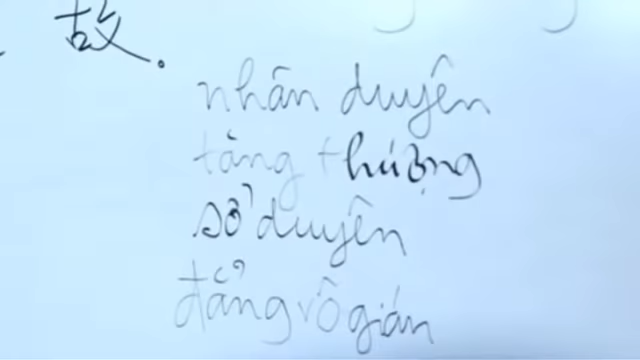 故.
nhân duyên
tăng thượng
sở duyên
đẳng vô gián